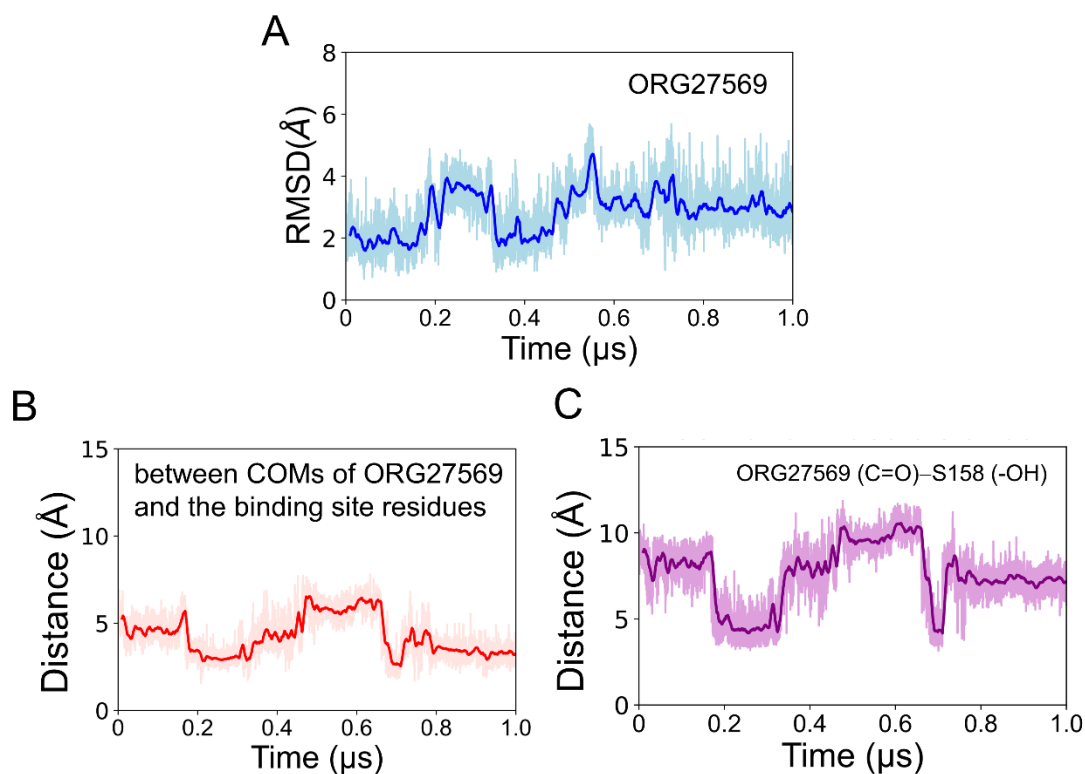 A
8
6
4
2
0
RMSD(Å)
ORG27569
0 0.2 0.4 0.6 0.8 1.0
Time (µs)
B
15
10
5
0
Distance (Å)
between COMs of ORG27569
and the binding site residues
0 0.2 0.4 0.6 0.8 1.0
Time (µs)
C
15
10
5
0
Distance (Å)
ORG27569 (C=O)–S158 (-OH)
0 0.2 0.4 0.6 0.8 1.0
Time (µs)